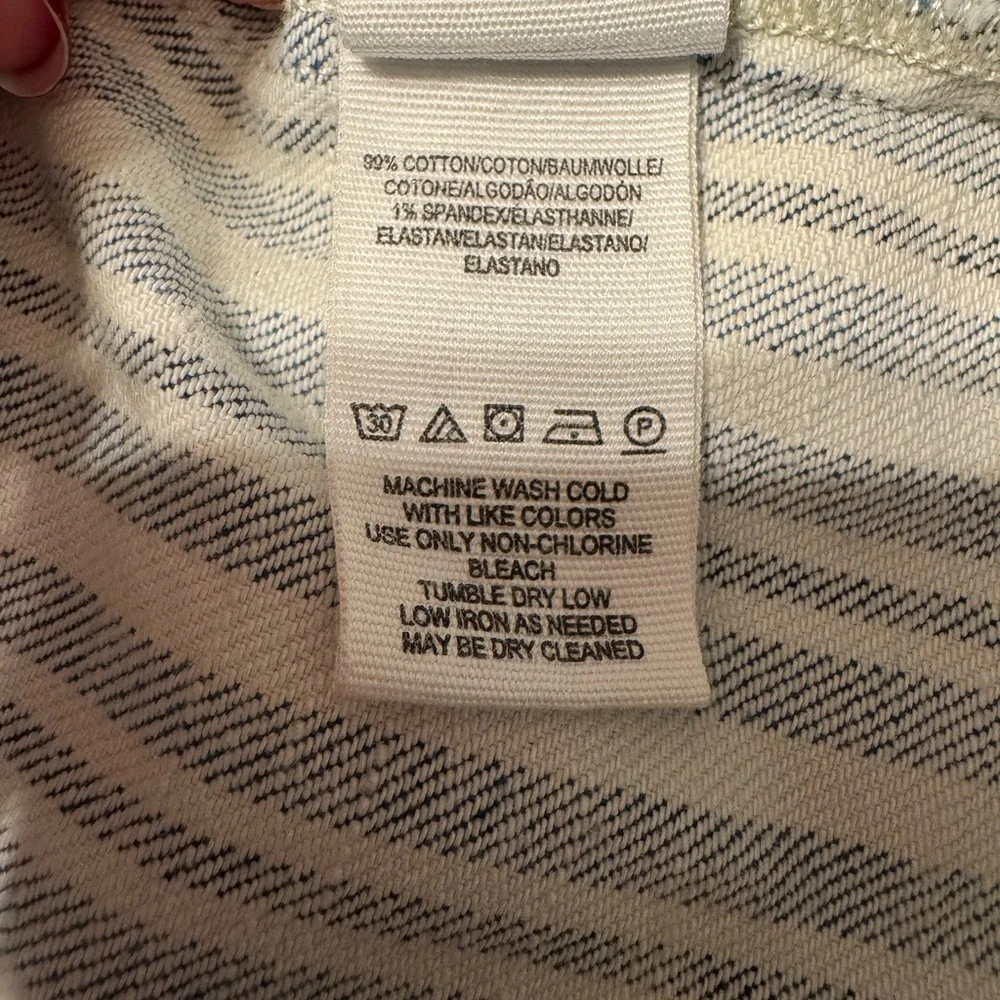 99% COTTON/COTON/BAUMWOLLE/
COTONE/ALGODÃO/ALGODÓN
1% SPANDEX/ÉLASTHANNE/
ELASTAN/ELASTAN/ELASTANO/
ELASTANO
30 P
MACHINE WASH COLD
WITH LIKE COLORS
USE ONLY NON-CHLORINE
BLEACH
TUMBLE DRY LOW
LOW IRON AS NEEDED
MAY BE DRY CLEANED